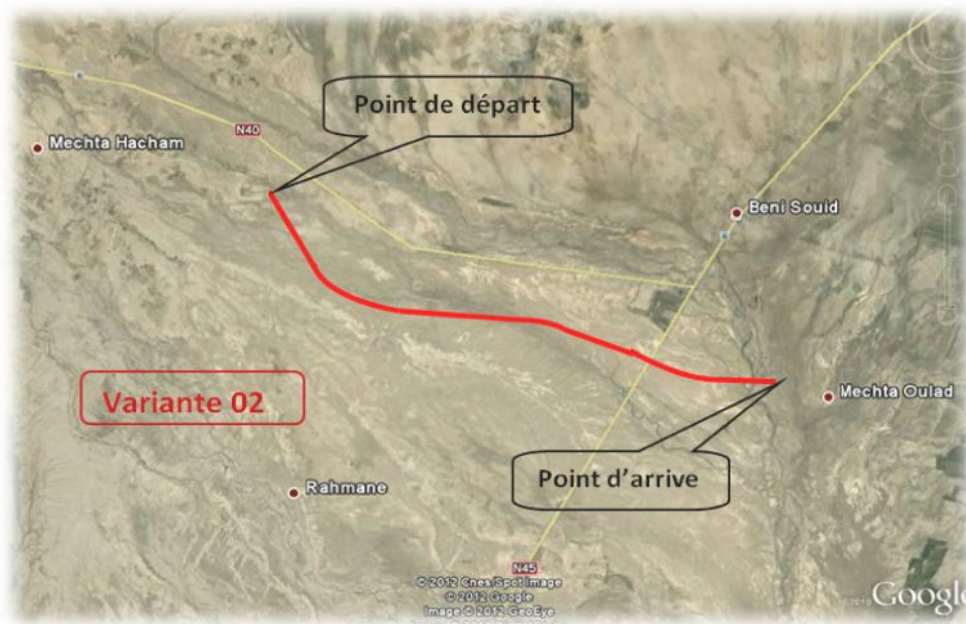 Point de départ
N40
Mechta Hacham
Beni Souid
Variante 02
Mechta Oulad
Point d'arrive
Rahmane
N45
© 2012 Cnes/Spot Image
© 2012 Google
Image © 2012 GeoEye
Google